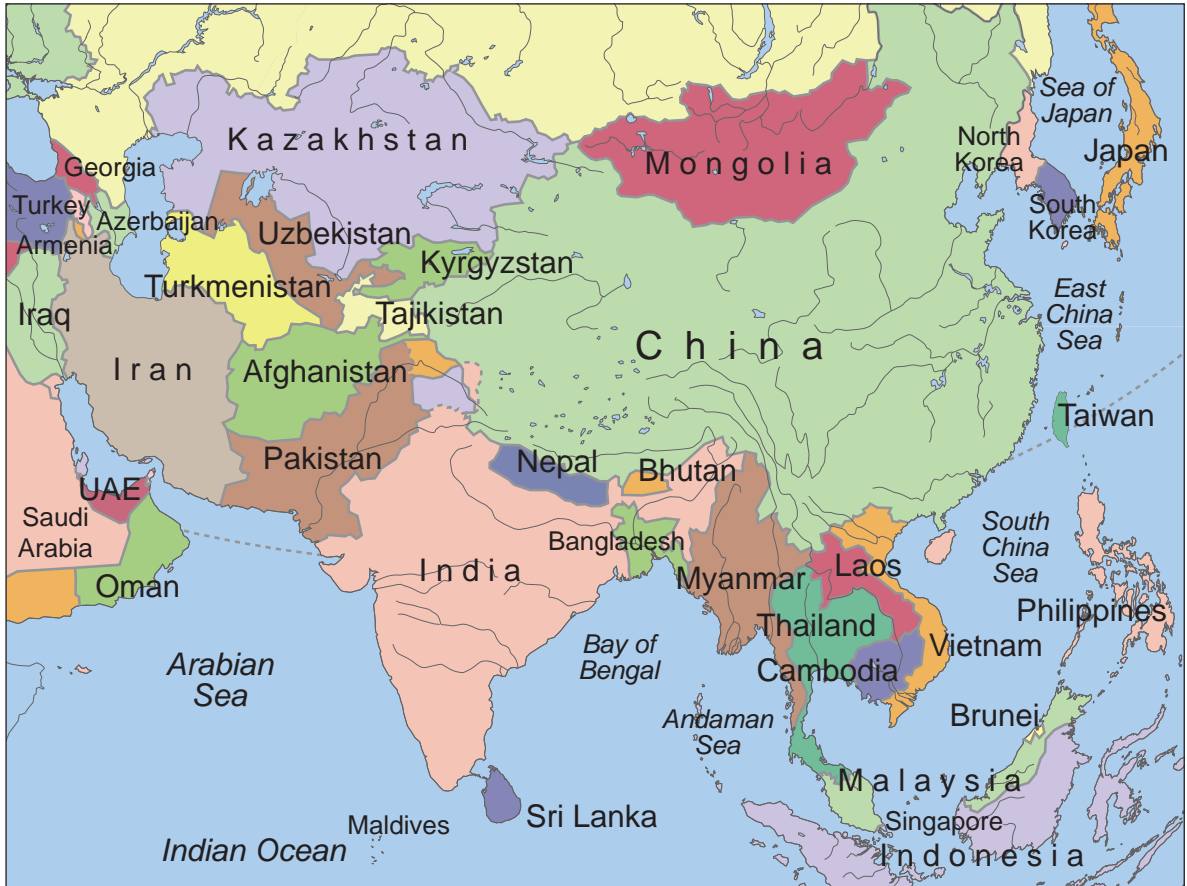 Sea of
Japan
Kazakhstan
North
Korea
Japan
Mongolia
Georgia
Turkey
Azerbaijan
Armenia
South
Korea
Uzbekistan
Kyrgyzstan
Turkmenistan
Tajikistan
East
China
Sea
Iraq
China
Iran
Afghanistan
Taiwan
Pakistan
Nepal
Bhutan
UAE
Saudi
Arabia
South
China
Sea
Bangladesh
India
Myanmar
Laos
Oman
Philippines
Thailand
Vietnam
Bay of
Bengal
Arabian
Sea
Cambodia
Andaman
Sea
Brunei
Malaysia
Sri Lanka
Maldives
Singapore
Indian Ocean
Indonesia